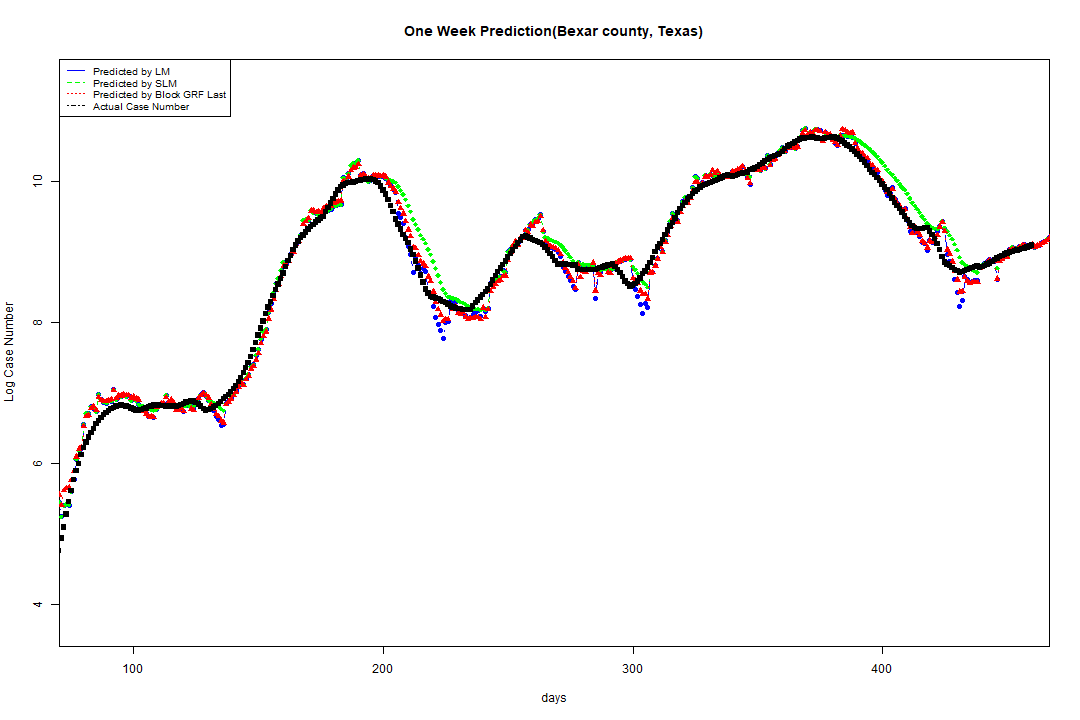 One Week Prediction(Bexar county, Texas)
Predicted by LM
Predicted by SLM
Predicted by Block GRF Last
Actual Case Number
10
8
6
4
Log Case Number
100 200 300 400
days